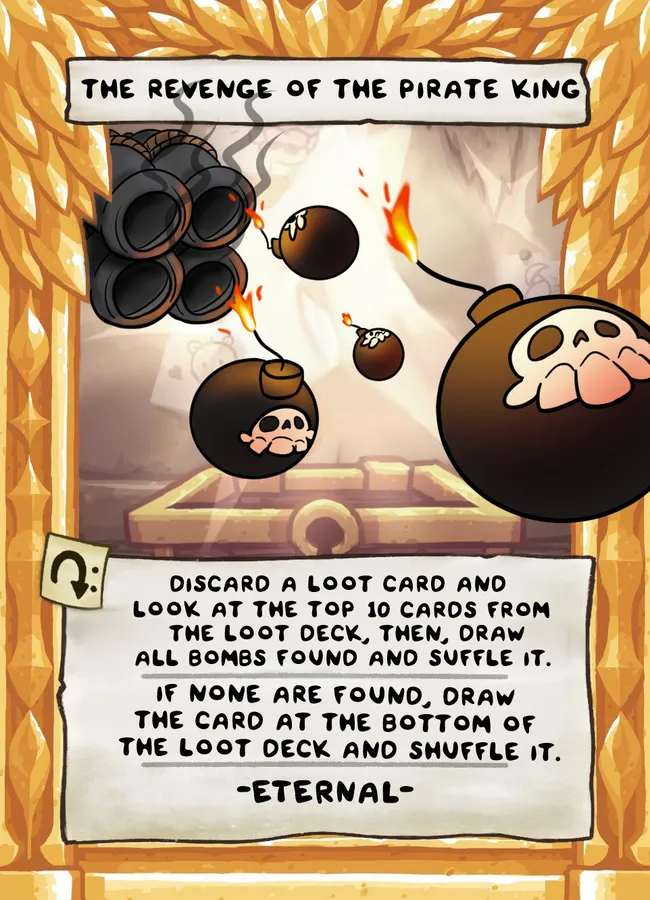 THE REVENGE OF THE PIRATE KING
DISCARD A LOOT CARD AND
LOOK AT THE TOP 10 CARDS FROM
THE LOOT DECK, THEN, DRAW
ALL BOMBS FOUND AND SUFFLE IT.
IF NONE ARE FOUND, DRAW
THE CARD AT THE BOTTOM OF
THE LOOT DECK AND SHUFFLE IT.
-ETERNAL-